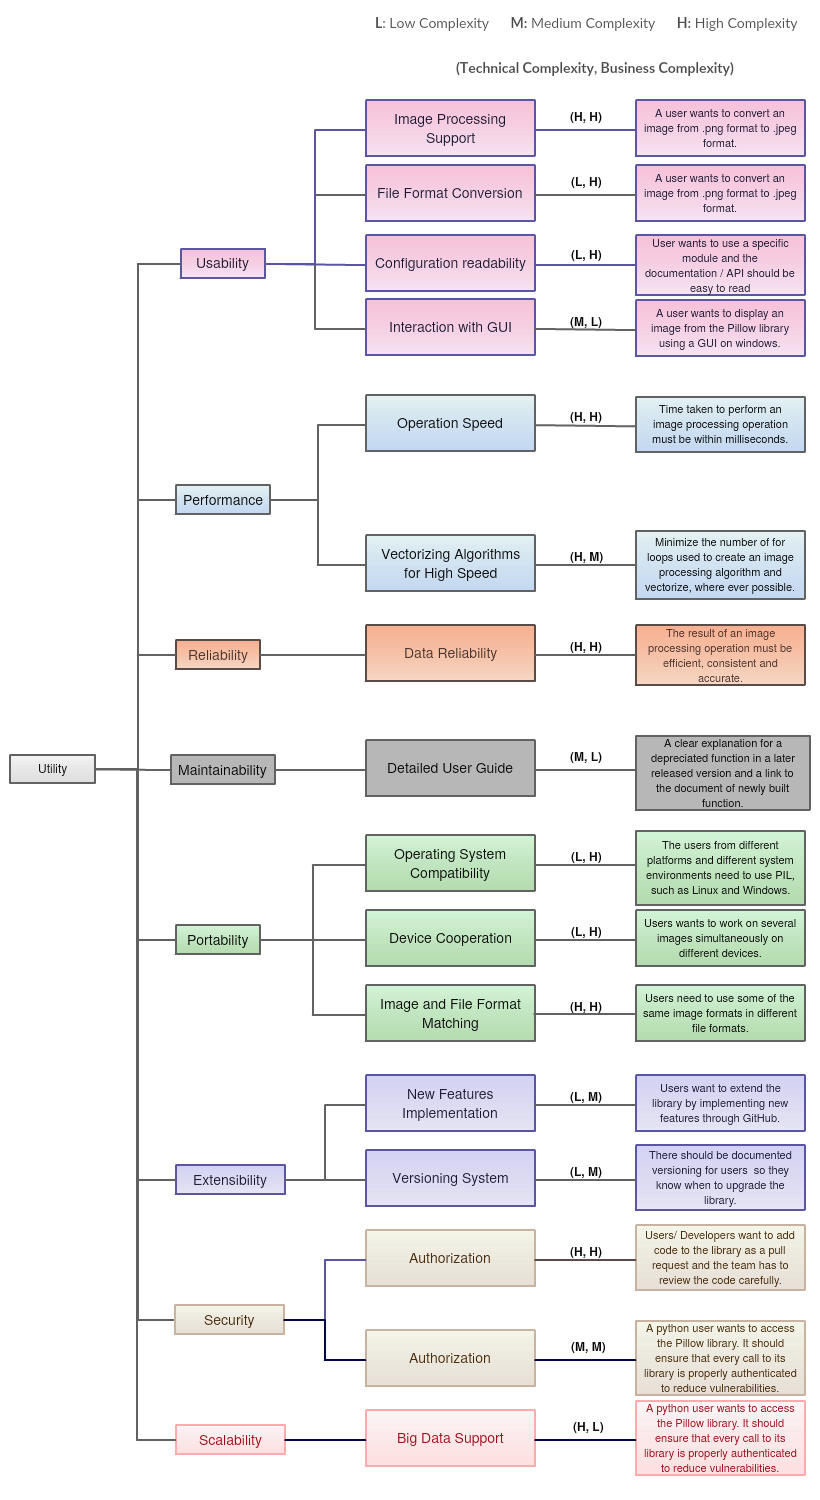 L: Low Complexity M: Medium Complexity H: High Complexity
(Technical Complexity, Business Complexity)
Image Processing
Support
(H, H)
A user wants to convert an
image from .png format to .jpeg
format.
File Format Conversion
(L, H)
A user wants to convert an
image from .png format to .jpeg
format.
Usability
Configuration readability
(L, H)
User wants to use a specific
module and the
documentation / API should be
easy to read
Interaction with GUI
(M, L)
A user wants to display an
image from the Pillow library
using a GUI on windows.
Performance
Operation Speed
(H, H)
Time taken to perform an
image processing operation
must be within milliseconds.
Vectorizing Algorithms
for High Speed
(H, M)
Minimize the number of for
loops used to create an image
processing algorithm and
vectorize, where ever possible.
Reliability
Data Reliability
(H, H)
The result of an image
processing operation must be
efficient, consistent and
accurate.
Utility
Maintainability
Detailed User Guide
(M, L)
A clear explanation for a
depreciated function in a later
released version and a link to
the document of newly built
function.
Portability
Operating System
Compatibility
(L, H)
The users from different
platforms and different system
environments need to use PIL,
such as Linux and Windows.
Device Cooperation
(L, H)
Users wants to work on several
images simultaneously on
different devices.
Image and File Format
Matching
(H, H)
Users need to use some of the
same image formats in different
file formats.
Extensibility
New Features
Implementation
(L, M)
Users want to extend the
library by implementing new
features through GitHub.
Versioning System
(L, M)
There should be documented
versioning for users so they
know when to upgrade the
library.
Security
Authorization
(H, H)
Users/ Developers want to add
code to the library as a pull
request and the team has to
review the code carefully.
Authorization
(M, M)
A python user wants to access
the Pillow library. It should
ensure that every call to its
library is properly authenticated
to reduce vulnerabilities.
Scalability
Big Data Support
(H, L)
A python user wants to access
the Pillow library. It should
ensure that every call to its
library is properly authenticated
to reduce vulnerabilities.